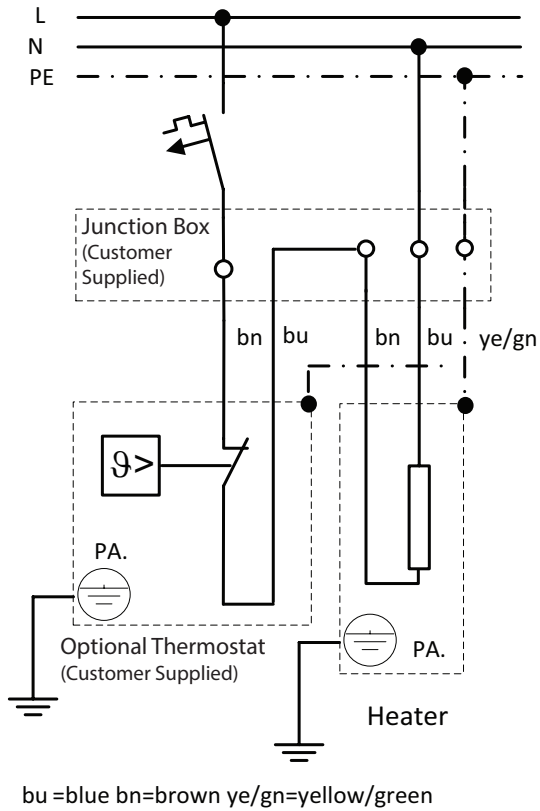 L
N
PE
Junction Box
(Customer
Supplied)
bn bu bn bu ye/gn
ϑ>
PA.
Optional Thermostat
(Customer Supplied)
PA.
Heater
bu =blue bn=brown ye/gn=yellow/green